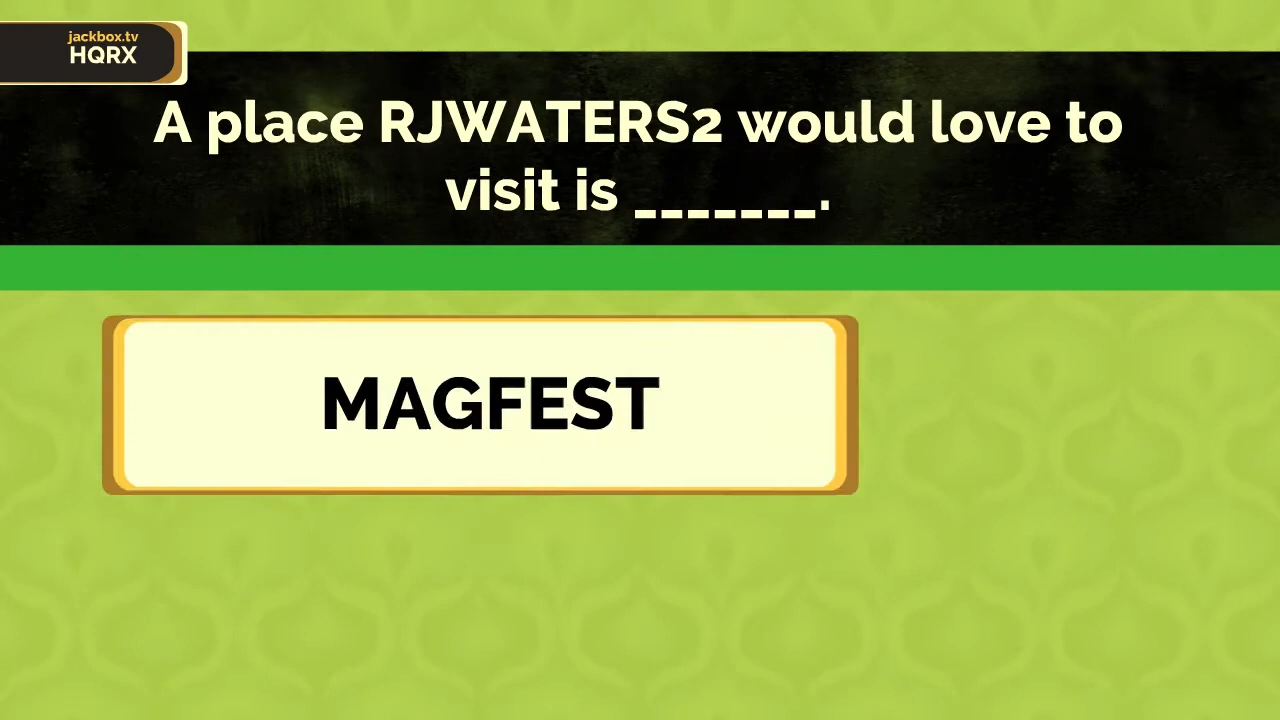 jackbox.tv
HQRX
A place RJWATERS2 would love to
visit is _______.
MAGFEST